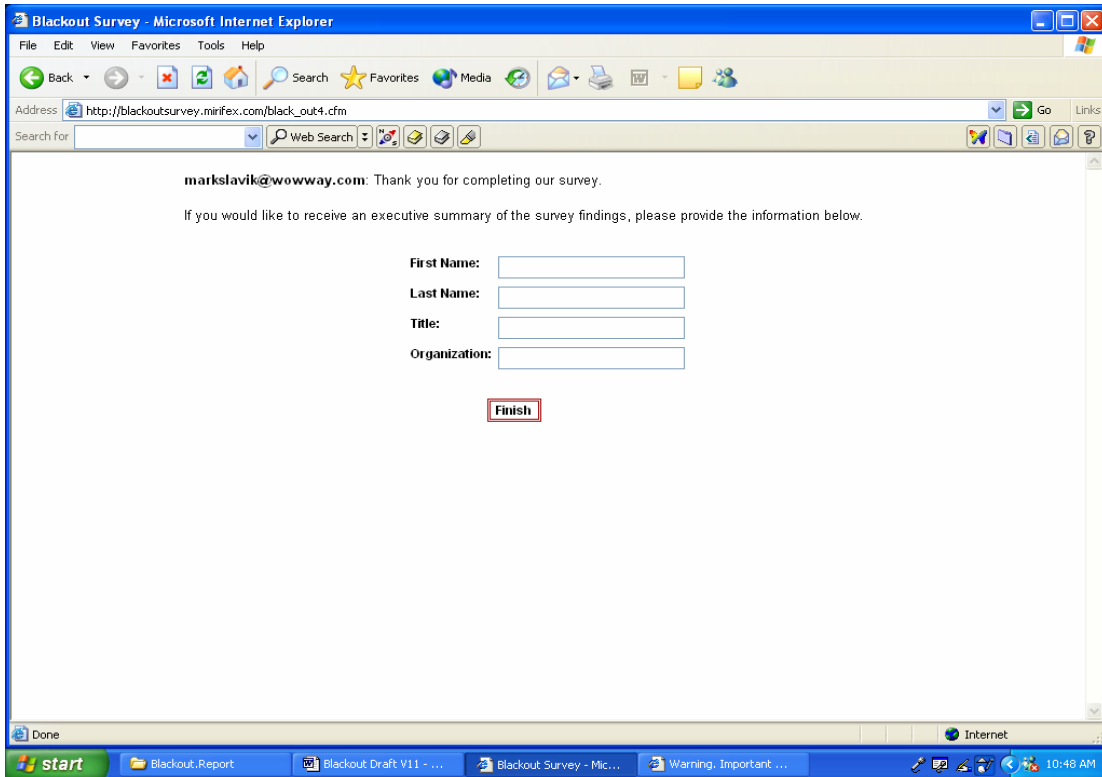 Blackout Survey - Microsoft Internet Explorer
File Edit View Favorites Tools Help
Back Search Favorites Media
Address http://blackoutsurvey.mirifex.com/black_out4.cfm Go Links
Search for Web Search
markslavik@wowway.com: Thank you for completing our survey.
If you would like to receive an executive summary of the survey findings, please provide the information below.
First Name:
Last Name:
Title:
Organization:
Finish
Done Internet
start Blackout.Report Blackout Draft V11 - ... Blackout Survey - Mic... Warning. Important ... 10:48 AM